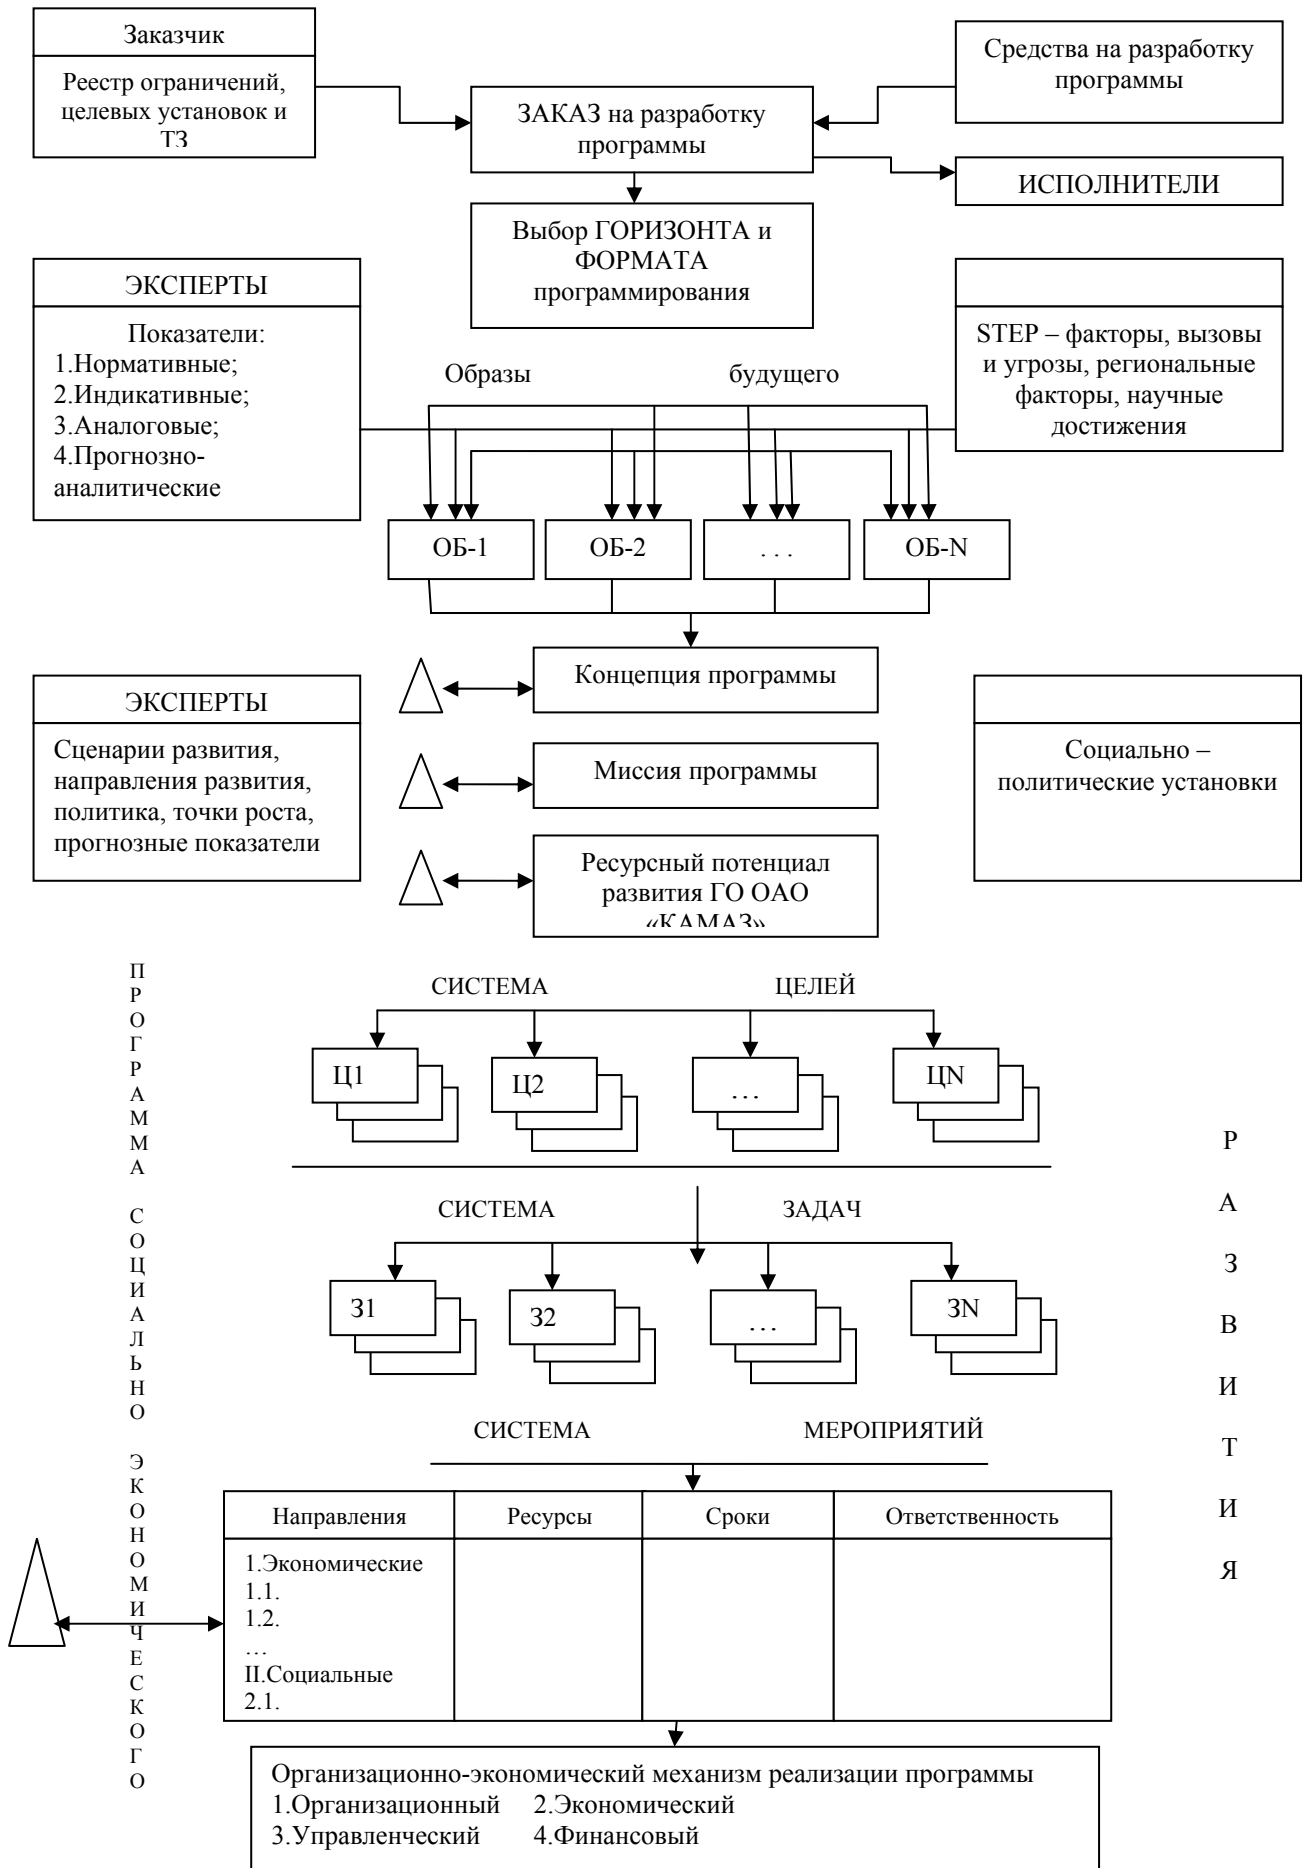 Заказчик
Реестр ограничений,
целевых установок и
ТЗ
Средства на разработку
программы
ЗАКАЗ на разработку
программы
ИСПОЛНИТЕЛИ
Выбор ГОРИЗОНТА и
ФОРМАТА
программирования
ЭКСПЕРТЫ
Показатели:
1.Нормативные;
2.Индикативные;
3.Аналоговые;
4.Прогнозно-
аналитические
STEP – факторы, вызовы
и угрозы, региональные
факторы, научные
достижения
Образы будущего
ОБ-1 ОБ-2 . . . ОБ-N
Концепция программы
ЭКСПЕРТЫ
Сценарии развития,
направления развития,
политика, точки роста,
прогнозные показатели
Миссия программы
Социально –
политические установки
Ресурсный потенциал
развития ГО ОАО
«КАМАЗ»
ПРОГРАММА СОЦИАЛЬНО ЭКОНОМИЧЕСКОГО
СИСТЕМА ЦЕЛЕЙ
Ц1 Ц2 … ЦN
СИСТЕМА ЗАДАЧ
З1 З2 … ЗN
РАЗВИТИЯ
СИСТЕМА МЕРОПРИЯТИЙ
Направления Ресурсы Сроки Ответственность
1.Экономические
1.1.
1.2.
…
II.Социальные
2.1.
Организационно-экономический механизм реализации программы
1.Организационный 2.Экономический
3.Управленческий 4.Финансовый